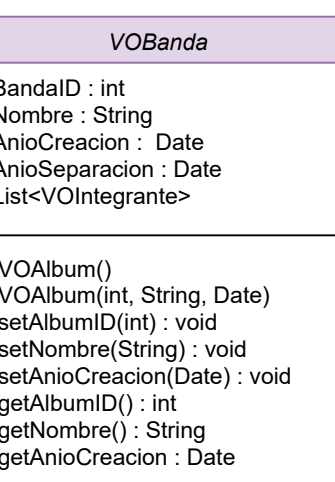 VOBanda
BandaID : int
Nombre : String
AnioCreacion :  Date
AnioSeparacion : Date
List<VOIntegrante>
VOAlbum()
VOAlbum(int, String, Date)
setAlbumID(int) : void
setNombre(String) : void
setAnioCreacion(Date) : void
getAlbumID() : int
getNombre() : String
getAnioCreacion : Date